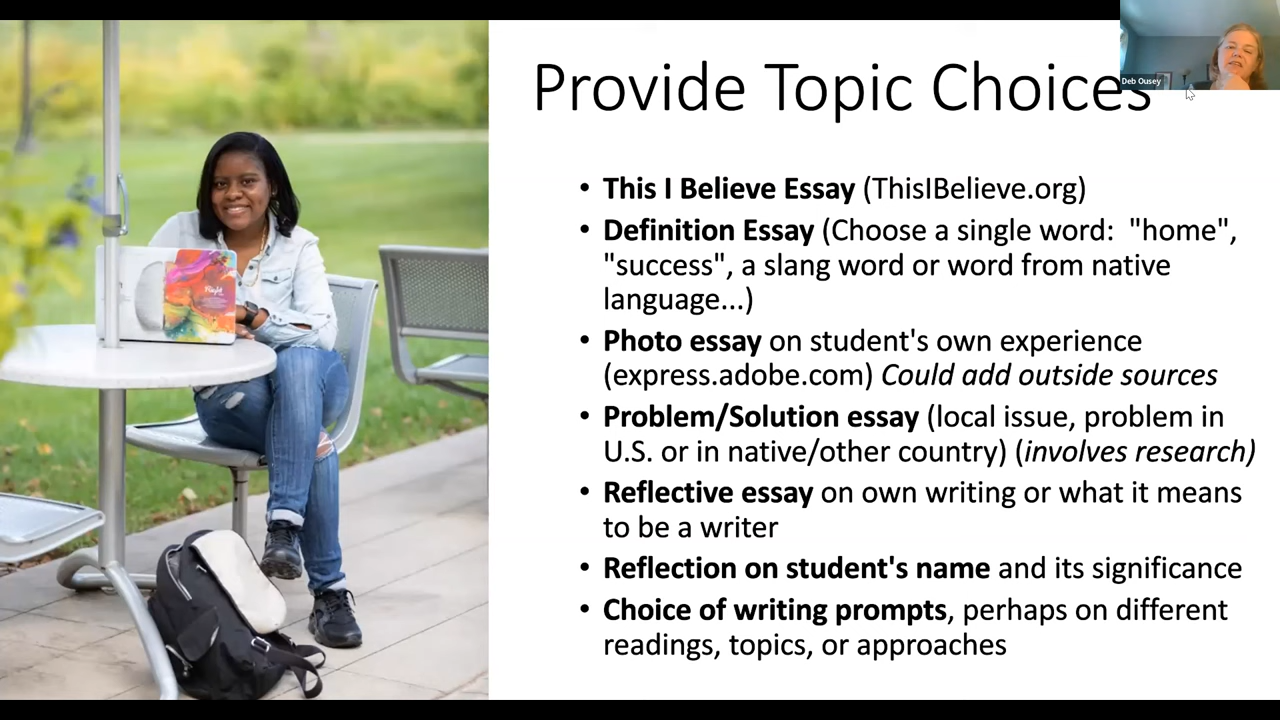 Provide Topic Choices
Deb Ousey
• This I Believe Essay (ThisIBelieve.org)
• Definition Essay (Choose a single word:  "home",
"success", a slang word or word from native
language...)
• Photo essay on student's own experience
(express.adobe.com) Could add outside sources
• Problem/Solution essay (local issue, problem in
U.S. or in native/other country) (involves research)
• Reflective essay on own writing or what it means
to be a writer
• Reflection on student's name and its significance
• Choice of writing prompts, perhaps on different
readings, topics, or approaches